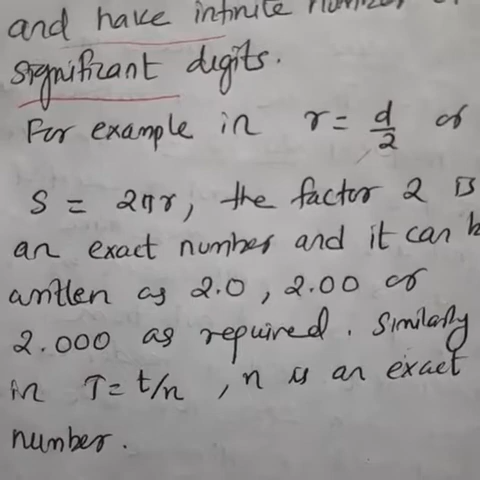 and have infinite number
significant digits.
For example in r = d/2 or
S = 2πr, the factor 2 is
an exact number and it can b
written as 2.0, 2.00 or
2.000 as required. Similarly
in T = t/n, n is an exact
number.